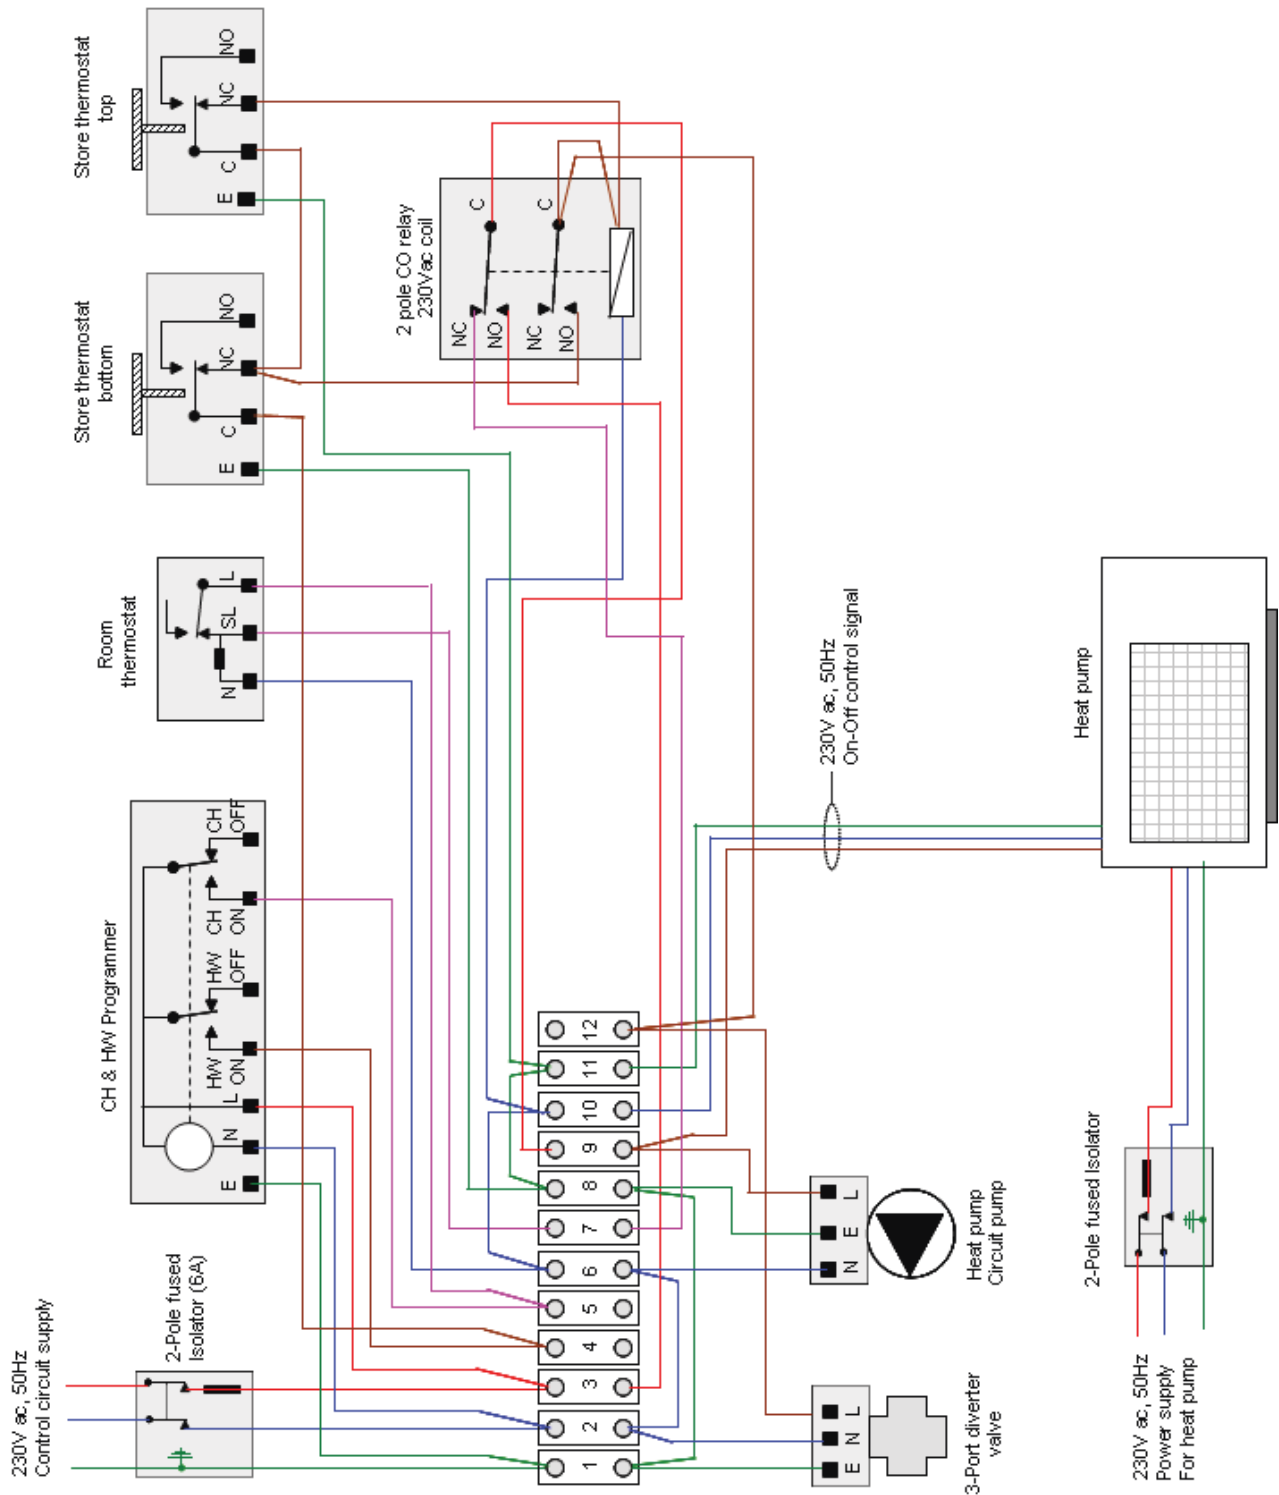 230V ac, 50Hz
Control circuit supply
2-Pole fused
Isolator (6A)
CH & HW Programmer
E
N
L
HW
ON
HW
OFF
CH
ON
CH
OFF
Room
thermostat
N
SL
L
Store thermostat
bottom
E
C
NC
NO
Store thermostat
top
E
C
NC
NO
2 pole CO relay
230Vac coil
NC
NO
NC
NO
C
C
1
2
3
4
5
6
7
8
9
10
11
12
3-Port diverter
valve
E
N
L
Heat pump
Circuit pump
N
E
L
230V ac, 50Hz
On-Off control signal
Heat pump
2-Pole fused Isolator
230V ac, 50Hz
Power supply
For heat pump